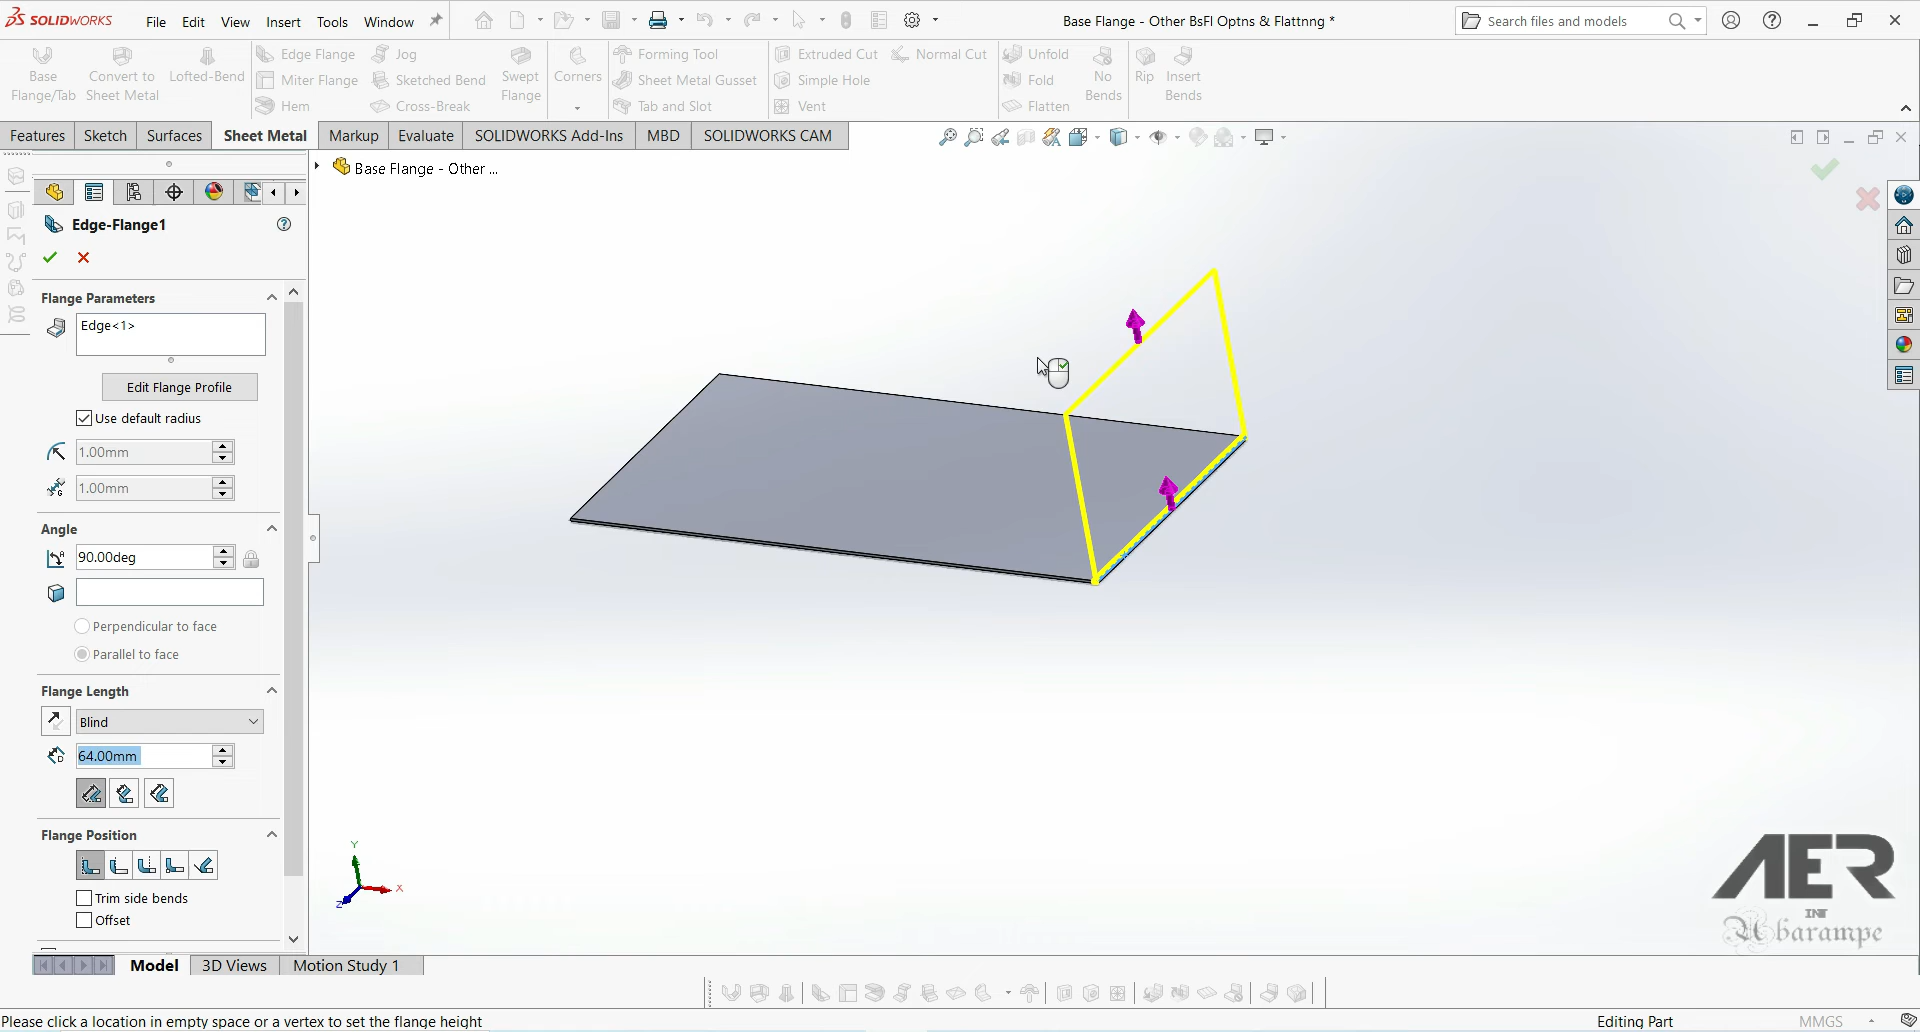 SOLIDWORKS
File Edit View Insert Tools Window
Base Flange - Other BsFl Optns & Flattnng *
Search files and models
Base Flange/Tab
Convert to Sheet Metal
Lofted-Bend
Edge Flange
Miter Flange
Hem
Jog
Sketched Bend
Cross-Break
Swept Flange
Corners
Forming Tool
Sheet Metal Gusset
Tab and Slot
Extruded Cut
Simple Hole
Vent
Normal Cut
Unfold
Fold
Flatten
No Bends
Rip
Insert Bends
Features Sketch Surfaces Sheet Metal Markup Evaluate SOLIDWORKS Add-Ins MBD SOLIDWORKS CAM
Base Flange - Other ...
Edge-Flange1
Flange Parameters
Edge<1>
Edit Flange Profile
Use default radius
1.00mm
1.00mm
Angle
90.00deg
Perpendicular to face
Parallel to face
Flange Length
Blind
64.00mm
Flange Position
Trim side bends
Offset
Y
X
Z
AER
INT
Abarampe
Model 3D Views Motion Study 1
Please click a location in empty space or a vertex to set the flange height
Editing Part
MMGS